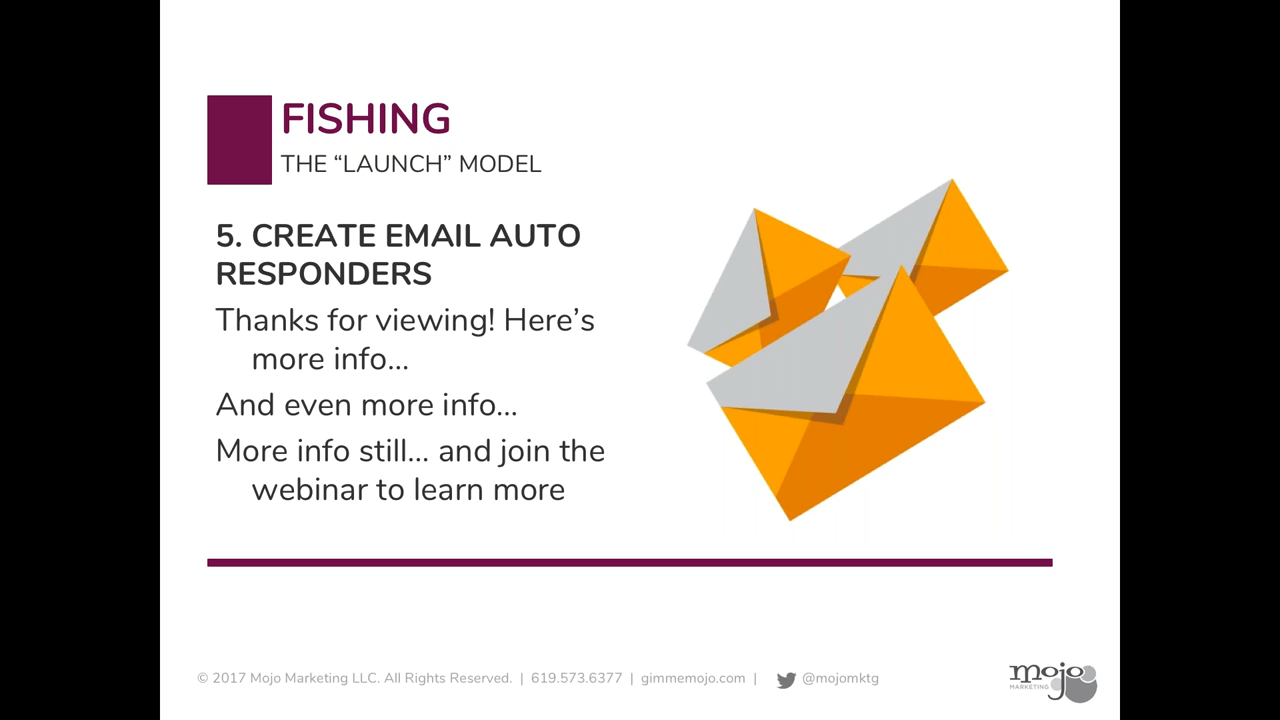 FISHING
THE “LAUNCH” MODEL
5. CREATE EMAIL AUTO
RESPONDERS
Thanks for viewing! Here’s
more info...
And even more info...
More info still... and join the
webinar to learn more
© 2017 Mojo Marketing LLC. All Rights Reserved. | 619.573.6377 | gimmemojo.com | @mojomktg
mojo
MARKETING